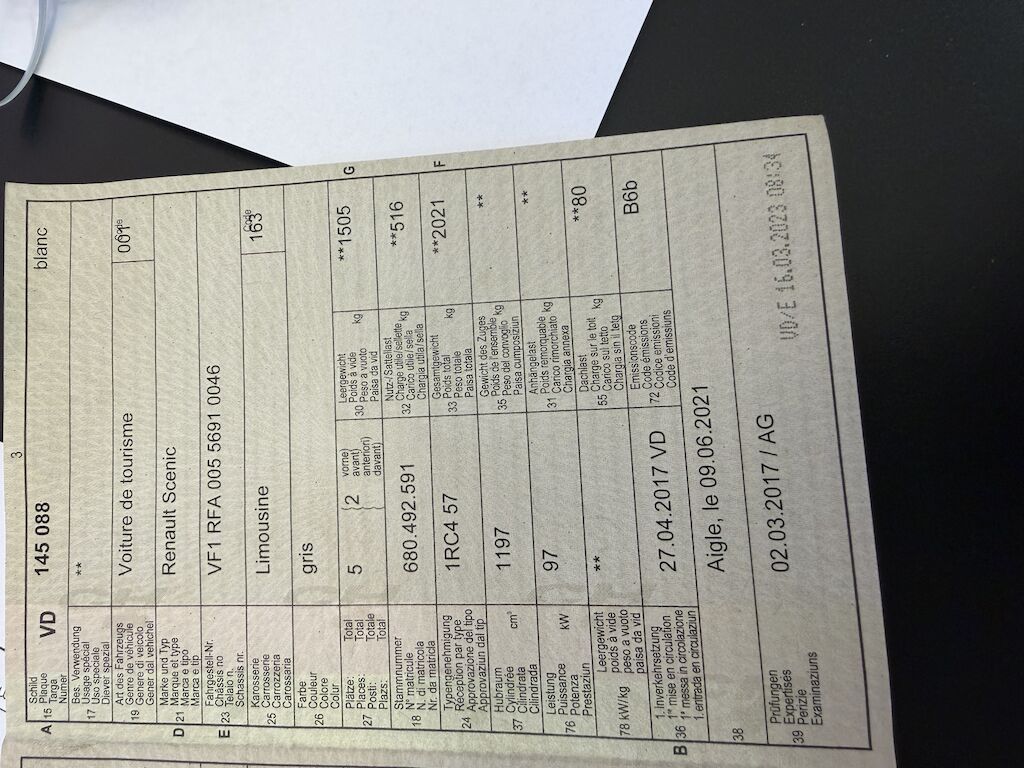 3
A 15 Schild
Plaque
Targa
Numer
VD 145 088 blanc
17 Bes. Verwendung
Usage spécial
Uso speciale
Diever spezial
**
19 Art des Fahrzeugs
Genre de véhicule
Genere di veicolo
Gener dal vehichel
Voiture de tourisme
Code
001
D 21 Marke und Typ
Marque et type
Marca e tipo
Marca e tip
Renault Scenic
E 23 Fahrgestell-Nr.
Châssis no
Telaio n.
Schassis nr.
VF1 RFA 005 5691 0046
25 Karosserie
Carrosserie
Carrozzeria
Carossaria
Limousine
Code
163
26 Farbe
Couleur
Colore
Colur
gris
27 Plätze: Total
Places: Total
Posti: Totale
Plazs: Total
5
2
vorne)
avant)
anteriori)
davant)
30 Leergewicht
Poids à vide
Peso a vuoto
Paisa da vid
kg
**1505
G
18 Stammnummer
N° matricule
N. di matricola
Nr. da matricla
680.492.591
32 Nutz-/Sattellast
Charge utile/sellette kg
Carico utile/sella
Chargia utila/sella
**516
24 Typengenehmigung
Réception par type
Approvazione del tipo
Approvaziun dal tip
1RC4 57
33 Gesamtgewicht
Poids total
Peso totale
Paisa totala
kg
**2021
F
37 Hubraum
Cylindrée
Cilindrata
Cilindrada
cm³
1197
35 Gewicht des Zuges
Poids de l'ensemble kg
Peso del convoglio
Paisa cumposiziun
**
76 Leistung
Puissance
Potenza
Prestaziun
kW
97
31 Anhängelast
Poids remorquable kg
Carico rimorchiato
Chargia annexa
**
78 kW/kg
Leergewicht
poids à vide
peso a vuoto
paisa da vid
**
55 Dachlast
Charge sur le toit kg
Carico sul tetto
Chargia sin il tetg
**80
B 36 1. Inverkehrsetzung
1re mise en circulation
1a messa in circolazione
1. entrada en circulaziun
27.04.2017 VD
72 Emissionscode
Code émissions
Codice emissioni
Code d'emissiuns
B6b
38
Aigle, le 09.06.2021
39 Prüfungen
Expertises
Perizie
Examinaziuns
02.03.2017 / AG
VD/E 16.03.2023 08:34